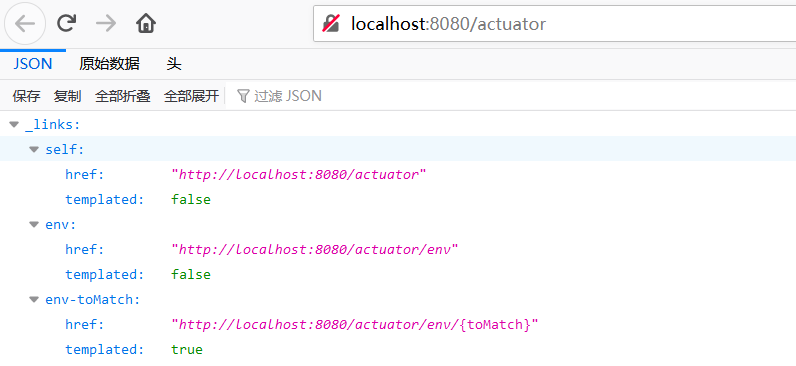 localhost:8080/actuator
JSON 原始数据 头
保存 复制 全部折叠 全部展开 过滤 JSON
_links:
self:
href: "http://localhost:8080/actuator"
templated: false
env:
href: "http://localhost:8080/actuator/env"
templated: false
env-toMatch:
href: "http://localhost:8080/actuator/env/{toMatch}"
templated: true